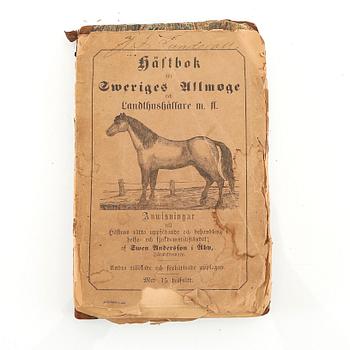 Hästbok
för
Sweriges Allmoge
och
Landthushållare m. fl.
Anwisningar
till
Hästens rätta uppfödande och behandling i
helso- och sjukdomstillståndet;
af Swen Andersson i Åby,
Andra tillökade och förbättrade upplagan.
Med 15 träsnitt.